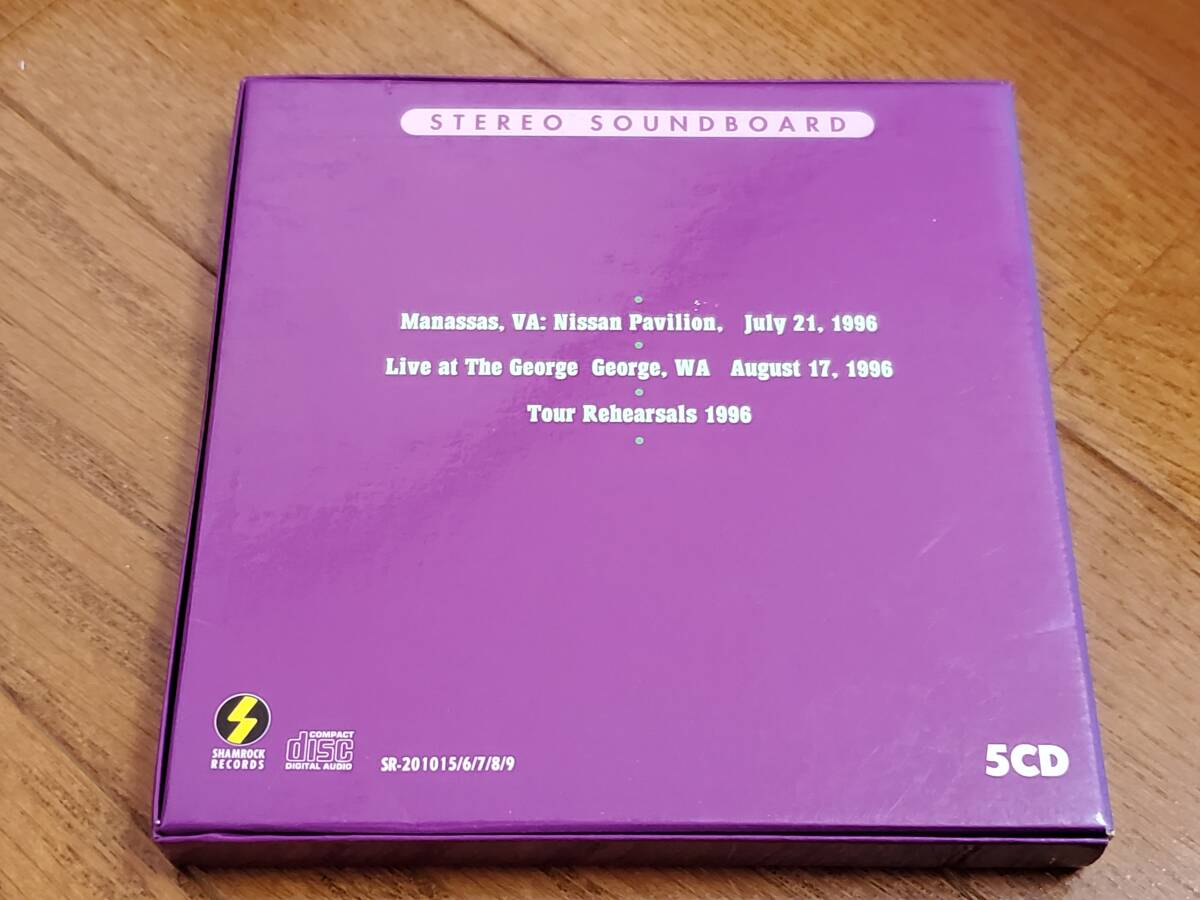 STEREO SOUNDBOARD
Manassas, VA: Nissan Pavilion, July 21, 1996
Live at The George George, WA August 17, 1996
Tour Rehearsals 1996
SHAMROCK
RECORDS
COMPACT
disc
DIGITAL AUDIO
SR-201015/6/7/8/9
5CD